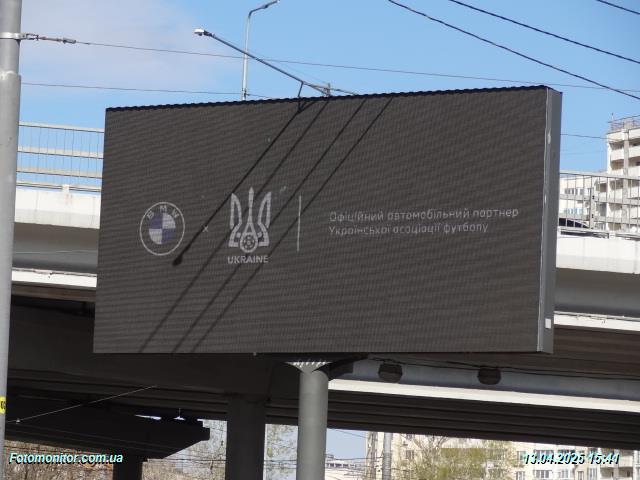 BMW
x
UKRAINE
Офіційний автомобільний партнер
Української асоціації футболу
Fotomonitor.com.ua
13.04.2025 15:41